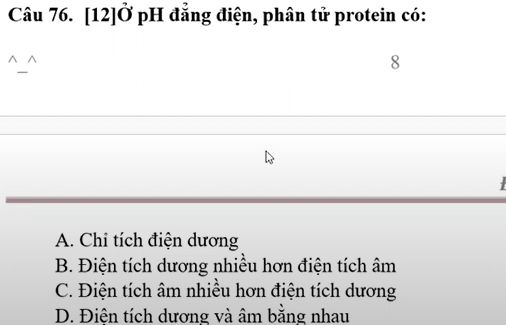 Câu 76. [12]Ở pH đẳng điện, phân tử protein có:
^_^
8
A. Chỉ tích điện dương
B. Điện tích dương nhiều hơn điện tích âm
C. Điện tích âm nhiều hơn điện tích dương
D. Điện tích dương và âm bằng nhau